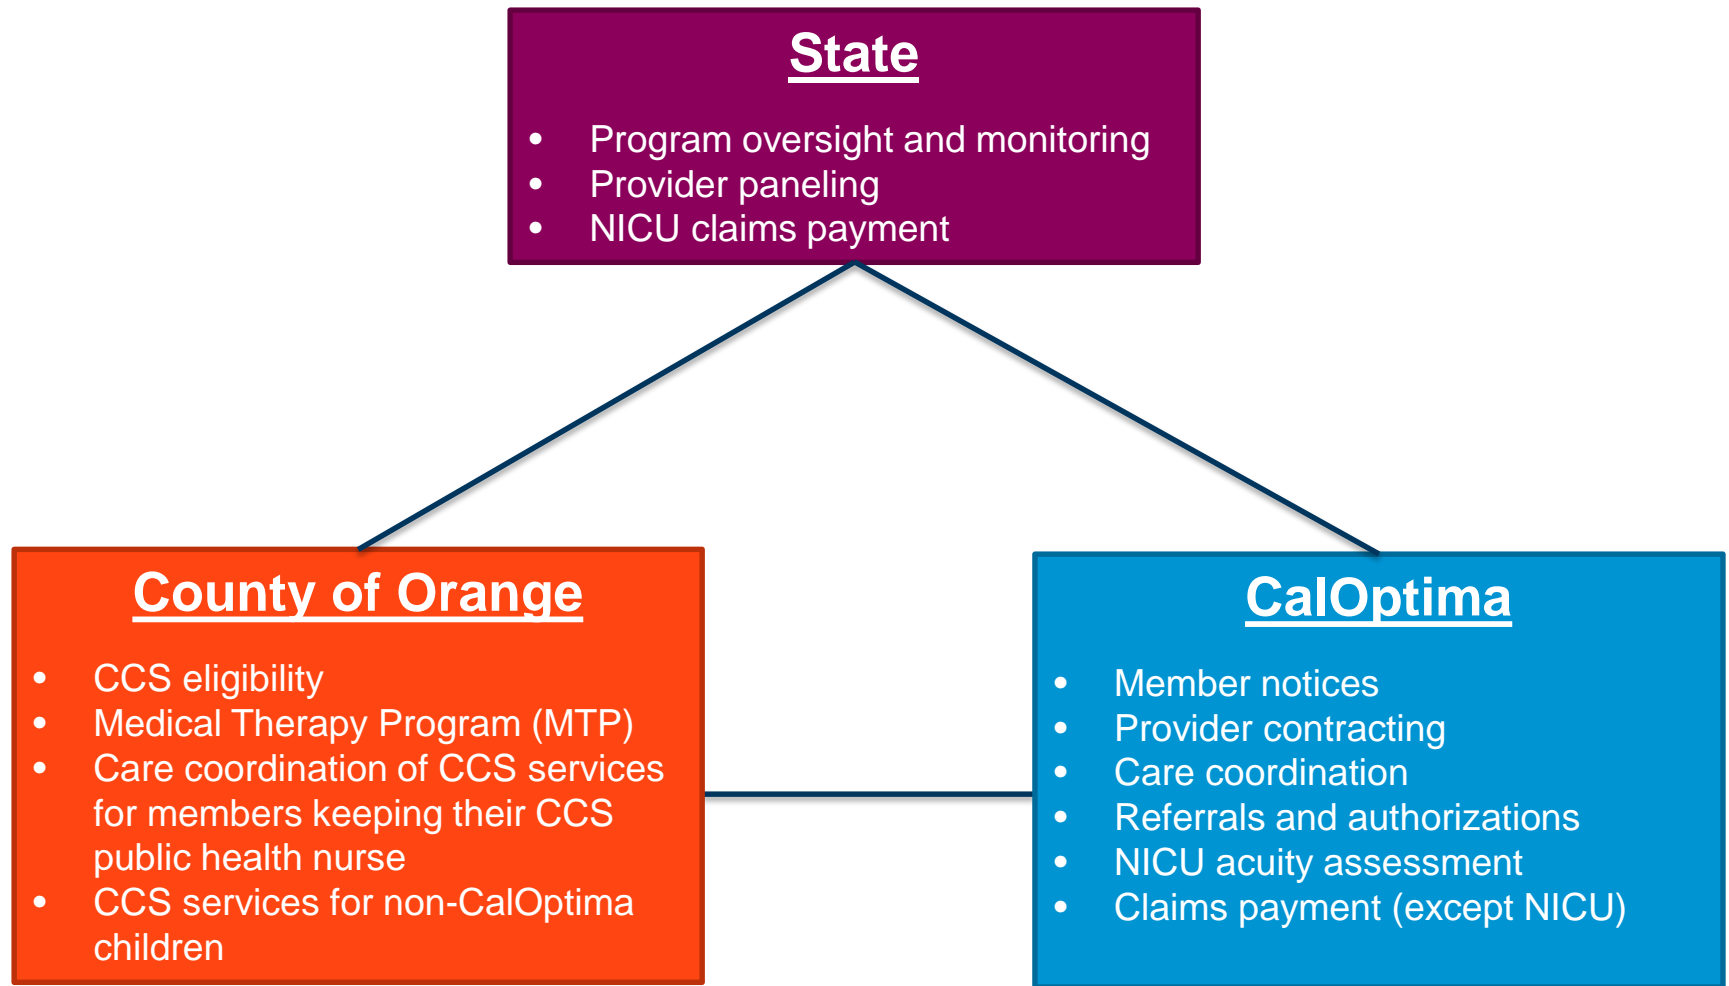 State
• Program oversight and monitoring
• Provider paneling
• NICU claims payment
County of Orange
• CCS eligibility
• Medical Therapy Program (MTP)
• Care coordination of CCS services
for members keeping their CCS
public health nurse
• CCS services for non-CalOptima
children
CalOptima
• Member notices
• Provider contracting
• Care coordination
• Referrals and authorizations
• NICU acuity assessment
• Claims payment (except NICU)